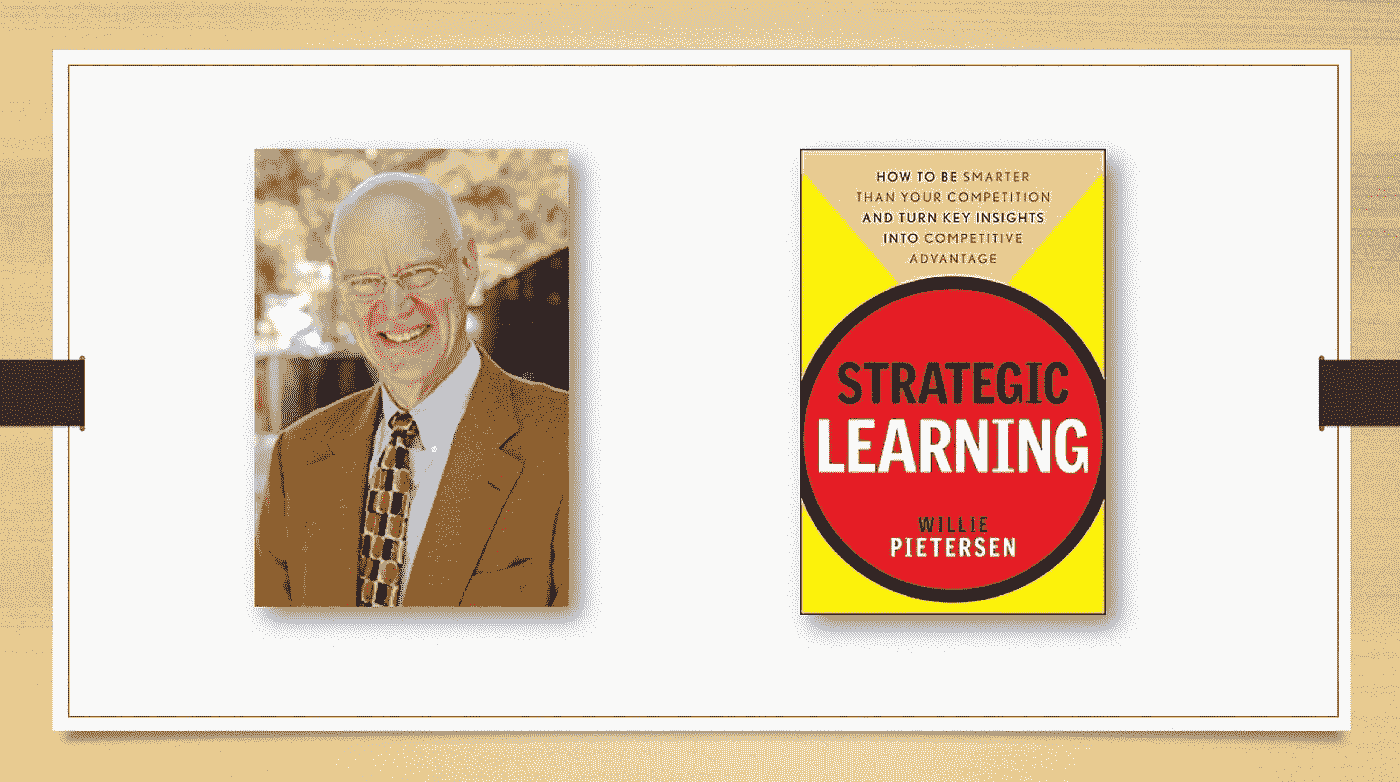 HOW TO BE SMARTER
THAN YOUR COMPETITION
AND TURN KEY INSIGHTS
INTO COMPETITIVE
ADVANTAGE
STRATEGIC
LEARNING
WILLIE
PIETERSEN